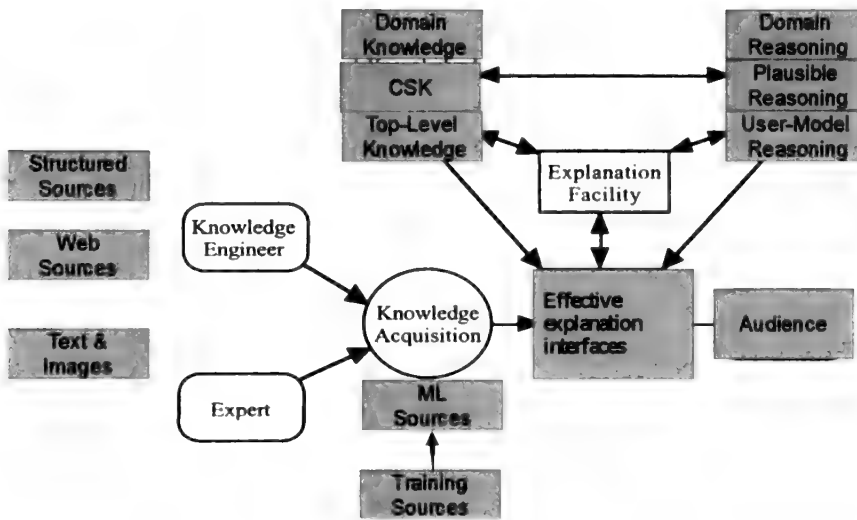 Domain
Knowledge
CSK
Top-Level
Knowledge
Domain
Reasoning
Plausible
Reasoning
User-Model
Reasoning
Explanation
Facility
Structured
Sources
Web
Sources
Text &
Images
Knowledge
Engineer
Expert
Knowledge
Acquisition
ML
Sources
Training
Sources
Effective
explanation
interfaces
Audience